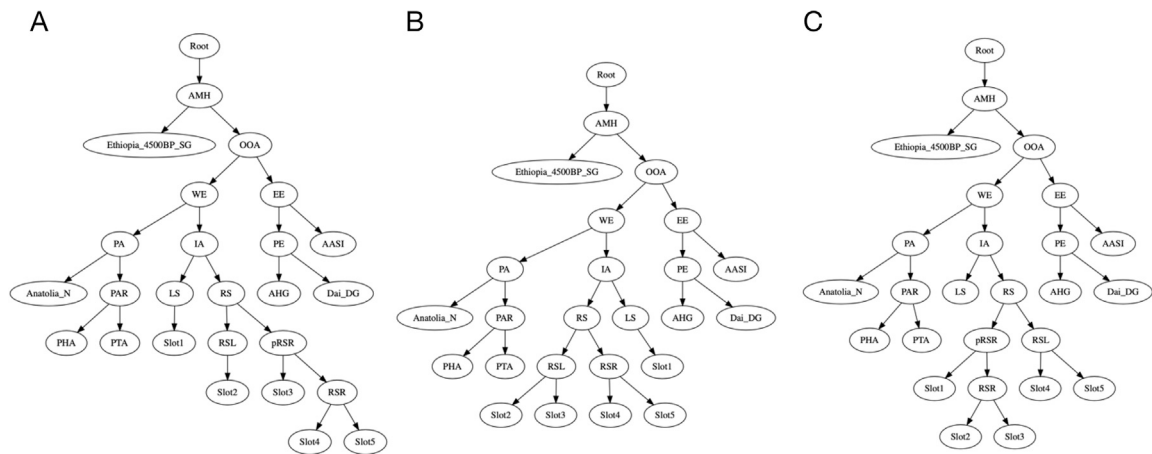 A
Root
AMH
Ethiopia_4500BP_SG
OOA
WE
EE
PA
IA
PE
AASI
Anatolia_N
PAR
LS
RS
AHG
Dai_DG
PHA
PTA
Slot1
RSL
pRSR
Slot2
Slot3
RSR
Slot4
Slot5
B
Root
AMH
Ethiopia_4500BP_SG
OOA
WE
EE
PA
IA
PE
AASI
Anatolia_N
PAR
RS
LS
AHG
Dai_DG
PHA
PTA
RSL
RSR
Slot1
Slot2
Slot3
Slot4
Slot5
C
Root
AMH
Ethiopia_4500BP_SG
OOA
WE
EE
PA
IA
PE
AASI
Anatolia_N
PAR
LS
RS
AHG
Dai_DG
PHA
PTA
pRSR
RSL
Slot1
RSR
Slot4
Slot5
Slot2
Slot3